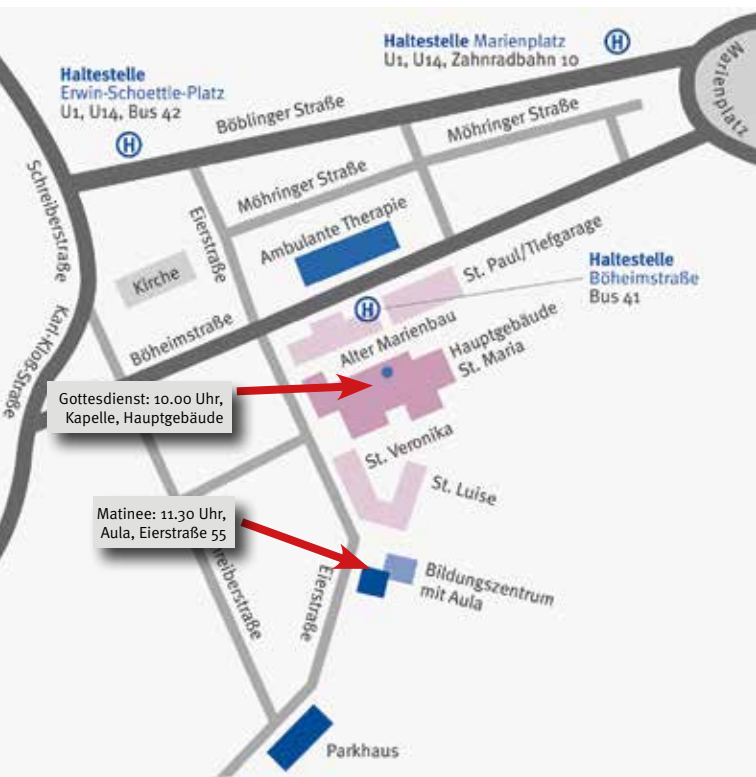 Haltestelle Marienplatz
U1, U14, Zahnradbahn 10
H
Marienplatz
Haltestelle
Erwin-Schoettle-Platz
U1, U14, Bus 42
H
Böblinger Straße
Möhringer Straße
Möhringer Straße
Schreiberstraße
Eierstraße
Ambulante Therapie
Kirche
St. Paul/Tiefgarage
Haltestelle
Böheimstraße
Bus 41
H
Karl-Kloß-Straße
Böheimstraße
Alter Marienbau
Hauptgebäude
St. Maria
Gottesdienst: 10.00 Uhr,
Kapelle, Hauptgebäude
St. Veronika
St. Luise
Matinee: 11.30 Uhr,
Aula, Eierstraße 55
reiberstraße
Eierstraße
Bildungszentrum
mit Aula
Parkhaus